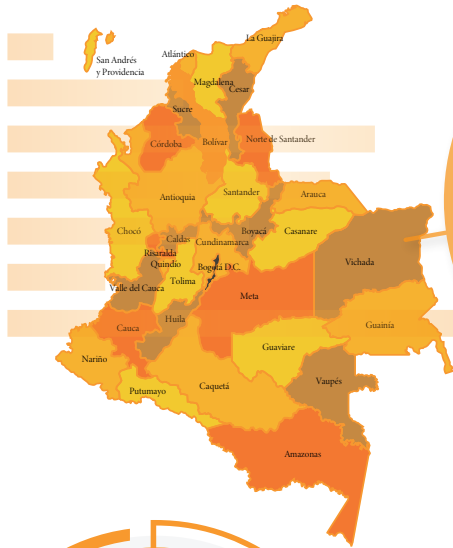 La Guajira
Atlántico
San Andrés
y Providencia
Magdalena
Cesar
Sucre
Córdoba
Bolívar
Norte de Santander
Antioquia
Santander
Arauca
Chocó
Caldas
Cundinamarca
Boyacá
Casanare
Risaralda
Quindío
Bogotá D.C.
Vichada
Valle del Cauca
Tolima
Meta
Huila
Cauca
Guainía
Nariño
Guaviare
Putumayo
Caquetá
Vaupés
Amazonas